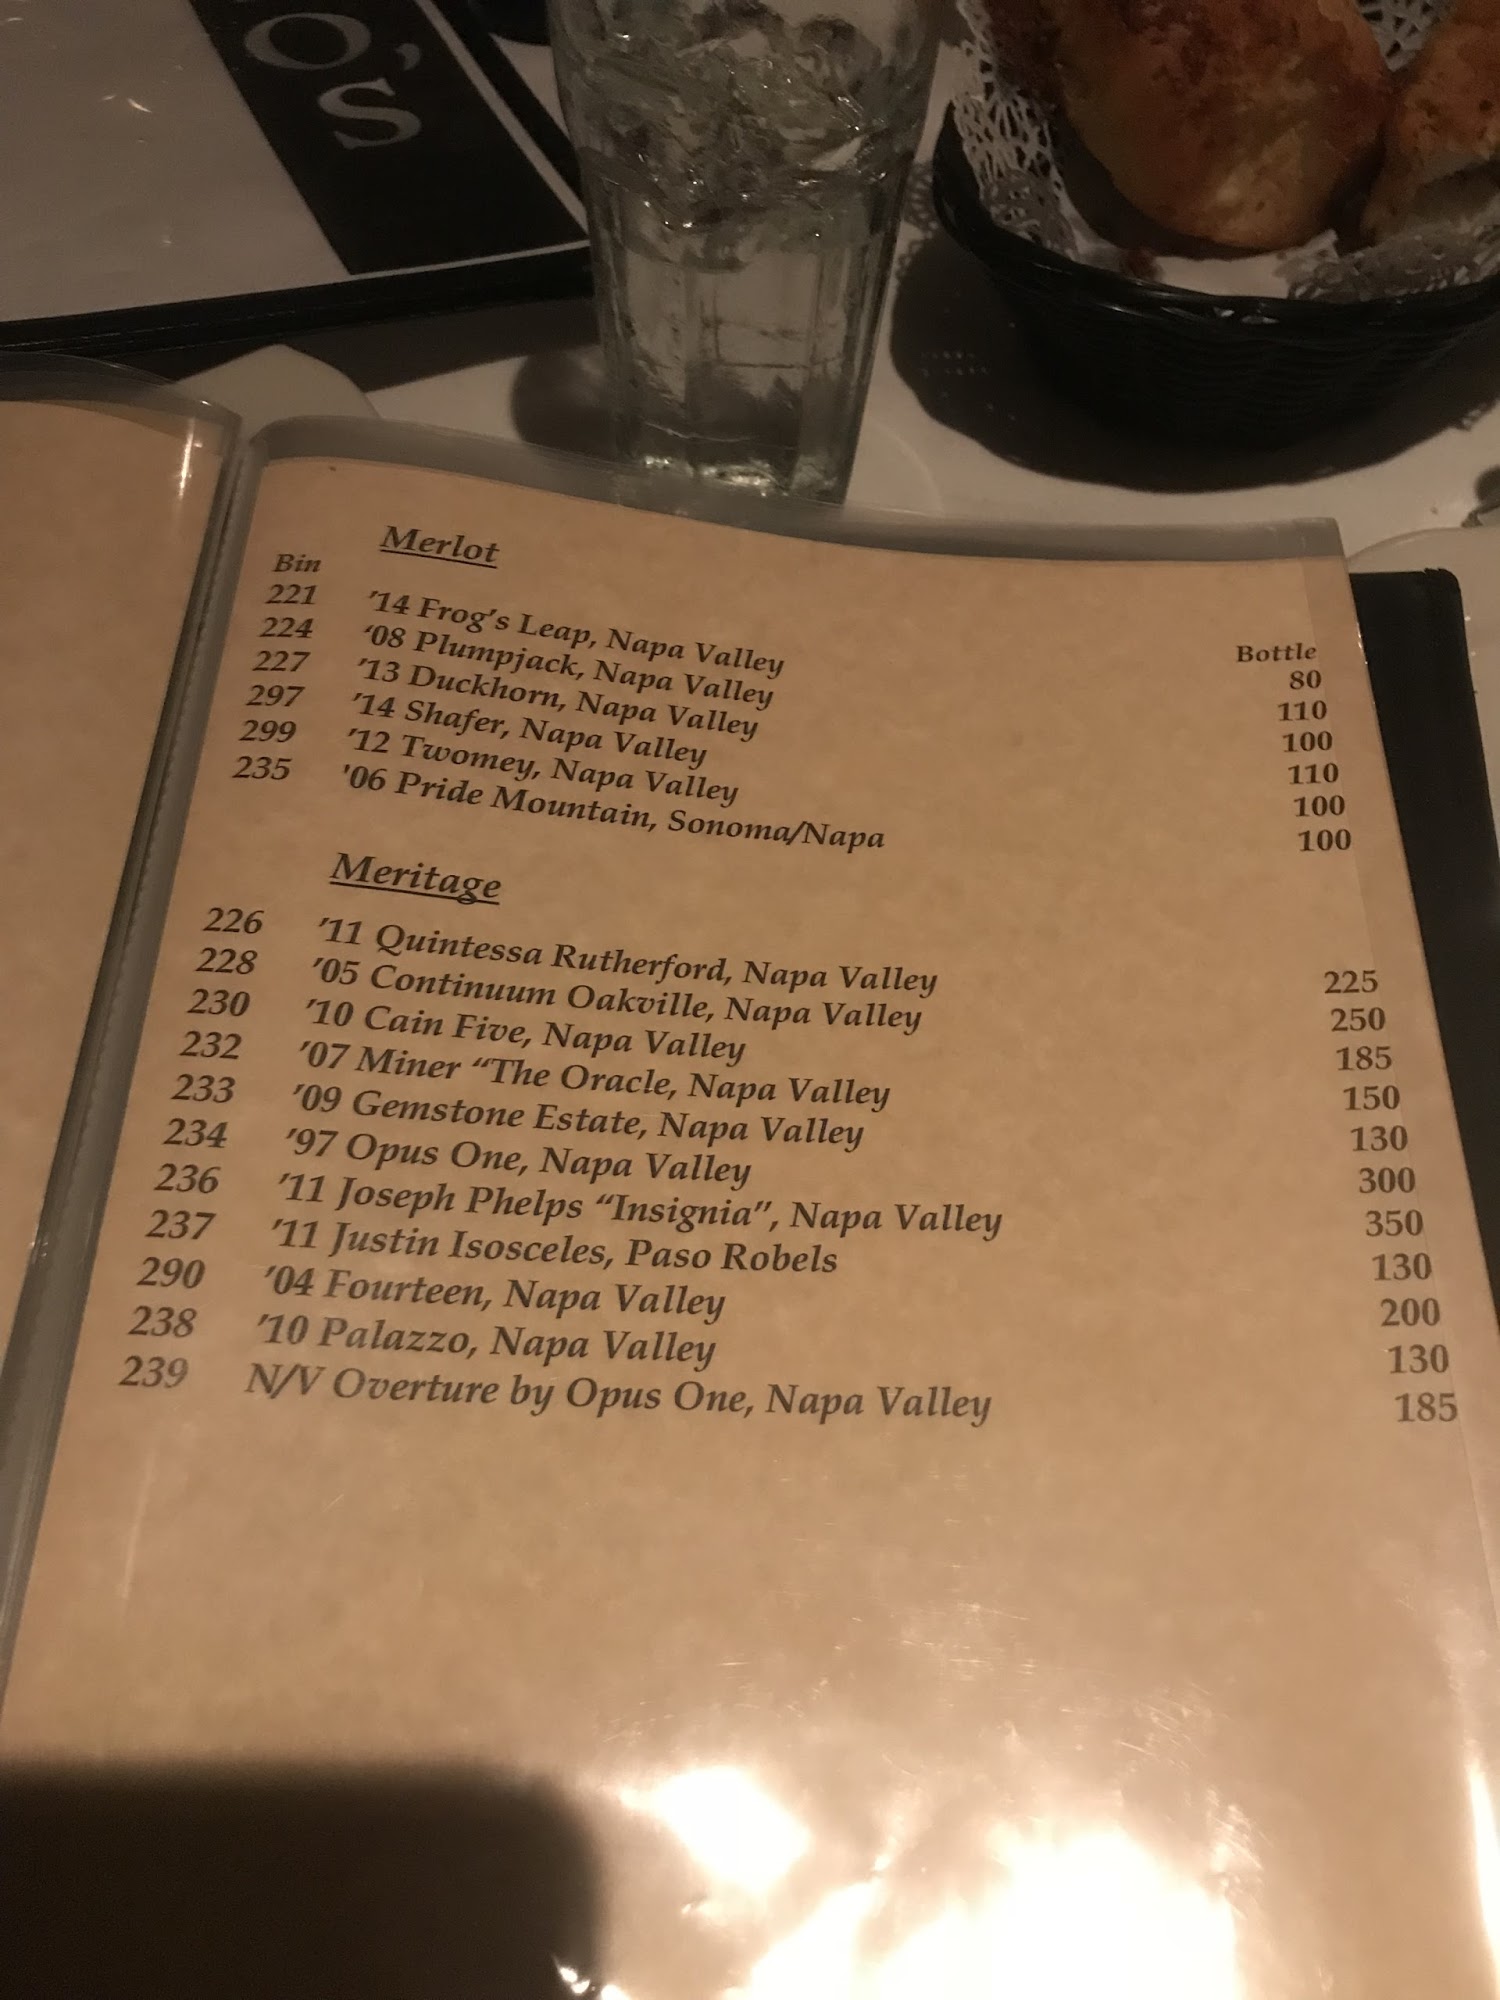 O'S
Merlot
Bin Bottle
221 '14 Frog's Leap, Napa Valley 80
224 '08 Plumpjack, Napa Valley 110
227 '13 Duckhorn, Napa Valley 100
297 '14 Shafer, Napa Valley 110
299 '12 Twomey, Napa Valley 100
235 '06 Pride Mountain, Sonoma/Napa 100
Meritage
226 '11 Quintessa Rutherford, Napa Valley 225
228 '05 Continuum Oakville, Napa Valley 250
230 '10 Cain Five, Napa Valley 185
232 '07 Miner “The Oracle, Napa Valley 150
233 '09 Gemstone Estate, Napa Valley 130
234 '97 Opus One, Napa Valley 300
236 '11 Joseph Phelps “Insignia”, Napa Valley 350
237 '11 Justin Isosceles, Paso Robels 130
290 '04 Fourteen, Napa Valley 200
238 '10 Palazzo, Napa Valley 130
239 N/V Overture by Opus One, Napa Valley 185